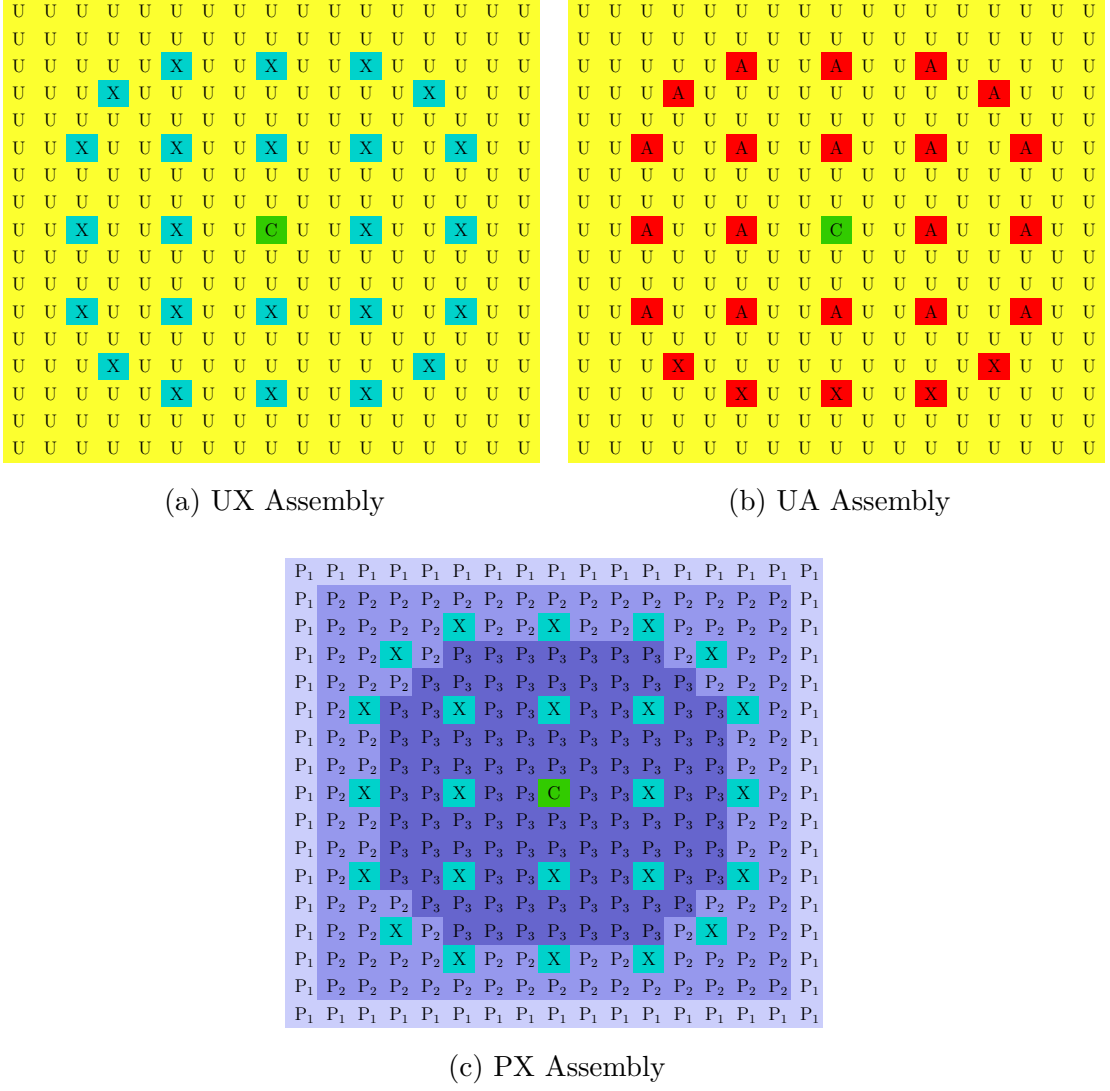 U U U U U U U U U U U U U U U U U
U U U U U U U U U U U U U U U U U
U U U U U X U U X U U X U U U U U
U U U X U U U U U U U U U X U U U
U U U U U U U U U U U U U U U U U
U U X U U X U U X U U X U U X U U
U U U U U U U U U U U U U U U U U
U U U U U U U U U U U U U U U U U
U U X U U X U U C U U X U U X U U
U U U U U U U U U U U U U U U U U
U U U U U U U U U U U U U U U U U
U U X U U X U U X U U X U U X U U
U U U U U U U U U U U U U U U U U
U U U X U U U U U U U U U X U U U
U U U U U X U U X U U X U U U U U
U U U U U U U U U U U U U U U U U
U U U U U U U U U U U U U U U U U
(a) UX Assembly
U U U U U U U U U U U U U U U U U
U U U U U U U U U U U U U U U U U
U U U U U A U U A U U A U U U U U
U U U A U U U U U U U U U A U U U
U U U U U U U U U U U U U U U U U
U U A U U A U U A U U A U U A U U
U U U U U U U U U U U U U U U U U
U U U U U U U U U U U U U U U U U
U U A U U A U U C U U A U U A U U
U U U U U U U U U U U U U U U U U
U U U U U U U U U U U U U U U U U
U U A U U A U U A U U A U U A U U
U U U U U U U U U U U U U U U U U
U U U X U U U U U U U U U X U U U
U U U U U X U U X U U X U U U U U
U U U U U U U U U U U U U U U U U
U U U U U U U U U U U U U U U U U
(b) UA Assembly
P₁ P₁ P₁ P₁ P₁ P₁ P₁ P₁ P₁ P₁ P₁ P₁ P₁ P₁ P₁ P₁ P₁
P₁ P₂ P₂ P₂ P₂ P₂ P₂ P₂ P₂ P₂ P₂ P₂ P₂ P₂ P₂ P₂ P₁
P₁ P₂ P₂ P₂ P₂ X P₂ P₂ X P₂ P₂ X P₂ P₂ P₂ P₂ P₁
P₁ P₂ P₂ X P₂ P₃ P₃ P₃ P₃ P₃ P₃ P₃ P₂ X P₂ P₂ P₁
P₁ P₂ P₂ P₂ P₃ P₃ P₃ P₃ P₃ P₃ P₃ P₃ P₃ P₂ P₂ P₂ P₁
P₁ P₂ X P₃ P₃ X P₃ P₃ X P₃ P₃ X P₃ P₃ X P₂ P₁
P₁ P₂ P₂ P₃ P₃ P₃ P₃ P₃ P₃ P₃ P₃ P₃ P₃ P₃ P₂ P₂ P₁
P₁ P₂ P₂ P₃ P₃ P₃ P₃ P₃ P₃ P₃ P₃ P₃ P₃ P₃ P₂ P₂ P₁
P₁ P₂ X P₃ P₃ X P₃ P₃ C P₃ P₃ X P₃ P₃ X P₂ P₁
P₁ P₂ P₂ P₃ P₃ P₃ P₃ P₃ P₃ P₃ P₃ P₃ P₃ P₃ P₂ P₂ P₁
P₁ P₂ P₂ P₃ P₃ P₃ P₃ P₃ P₃ P₃ P₃ P₃ P₃ P₃ P₂ P₂ P₁
P₁ P₂ X P₃ P₃ X P₃ P₃ X P₃ P₃ X P₃ P₃ X P₂ P₁
P₁ P₂ P₂ P₂ P₃ P₃ P₃ P₃ P₃ P₃ P₃ P₃ P₃ P₂ P₂ P₂ P₁
P₁ P₂ P₂ X P₂ P₃ P₃ P₃ P₃ P₃ P₃ P₃ P₂ X P₂ P₂ P₁
P₁ P₂ P₂ P₂ P₂ X P₂ P₂ X P₂ P₂ X P₂ P₂ P₂ P₂ P₁
P₁ P₂ P₂ P₂ P₂ P₂ P₂ P₂ P₂ P₂ P₂ P₂ P₂ P₂ P₂ P₂ P₁
P₁ P₁ P₁ P₁ P₁ P₁ P₁ P₁ P₁ P₁ P₁ P₁ P₁ P₁ P₁ P₁ P₁
(c) PX Assembly